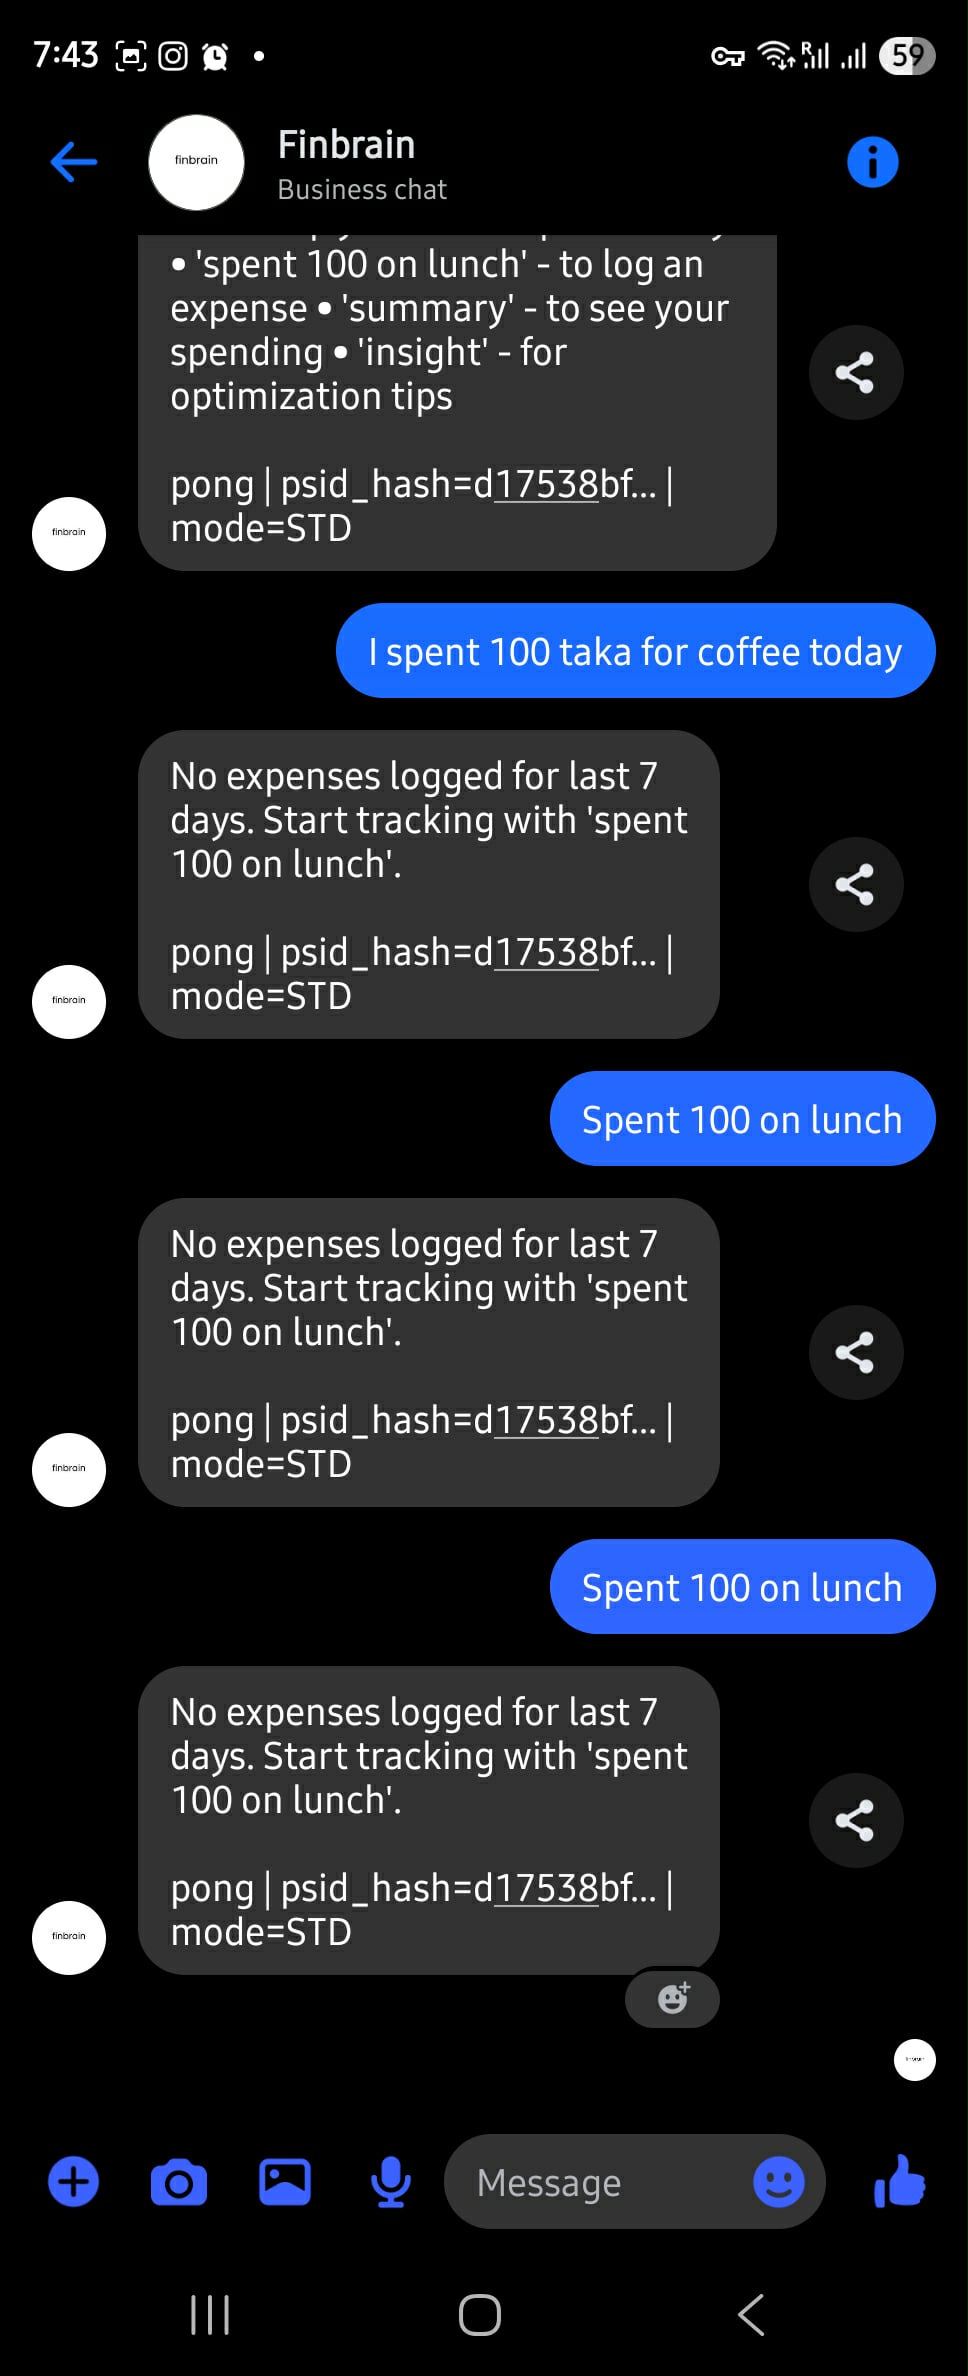 7:43
R
59
finbrain
Finbrain
Business chat
• 'spent 100 on lunch' - to log an
expense • 'summary' - to see your
spending • 'insight' - for
optimization tips
pong | psid_hash=d17538bf... |
mode=STD
finbrain
I spent 100 taka for coffee today
No expenses logged for last 7
days. Start tracking with 'spent
100 on lunch'.
pong | psid_hash=d17538bf... |
mode=STD
finbrain
Spent 100 on lunch
No expenses logged for last 7
days. Start tracking with 'spent
100 on lunch'.
pong | psid_hash=d17538bf... |
mode=STD
finbrain
Spent 100 on lunch
No expenses logged for last 7
days. Start tracking with 'spent
100 on lunch'.
pong | psid_hash=d17538bf... |
mode=STD
finbrain
Message